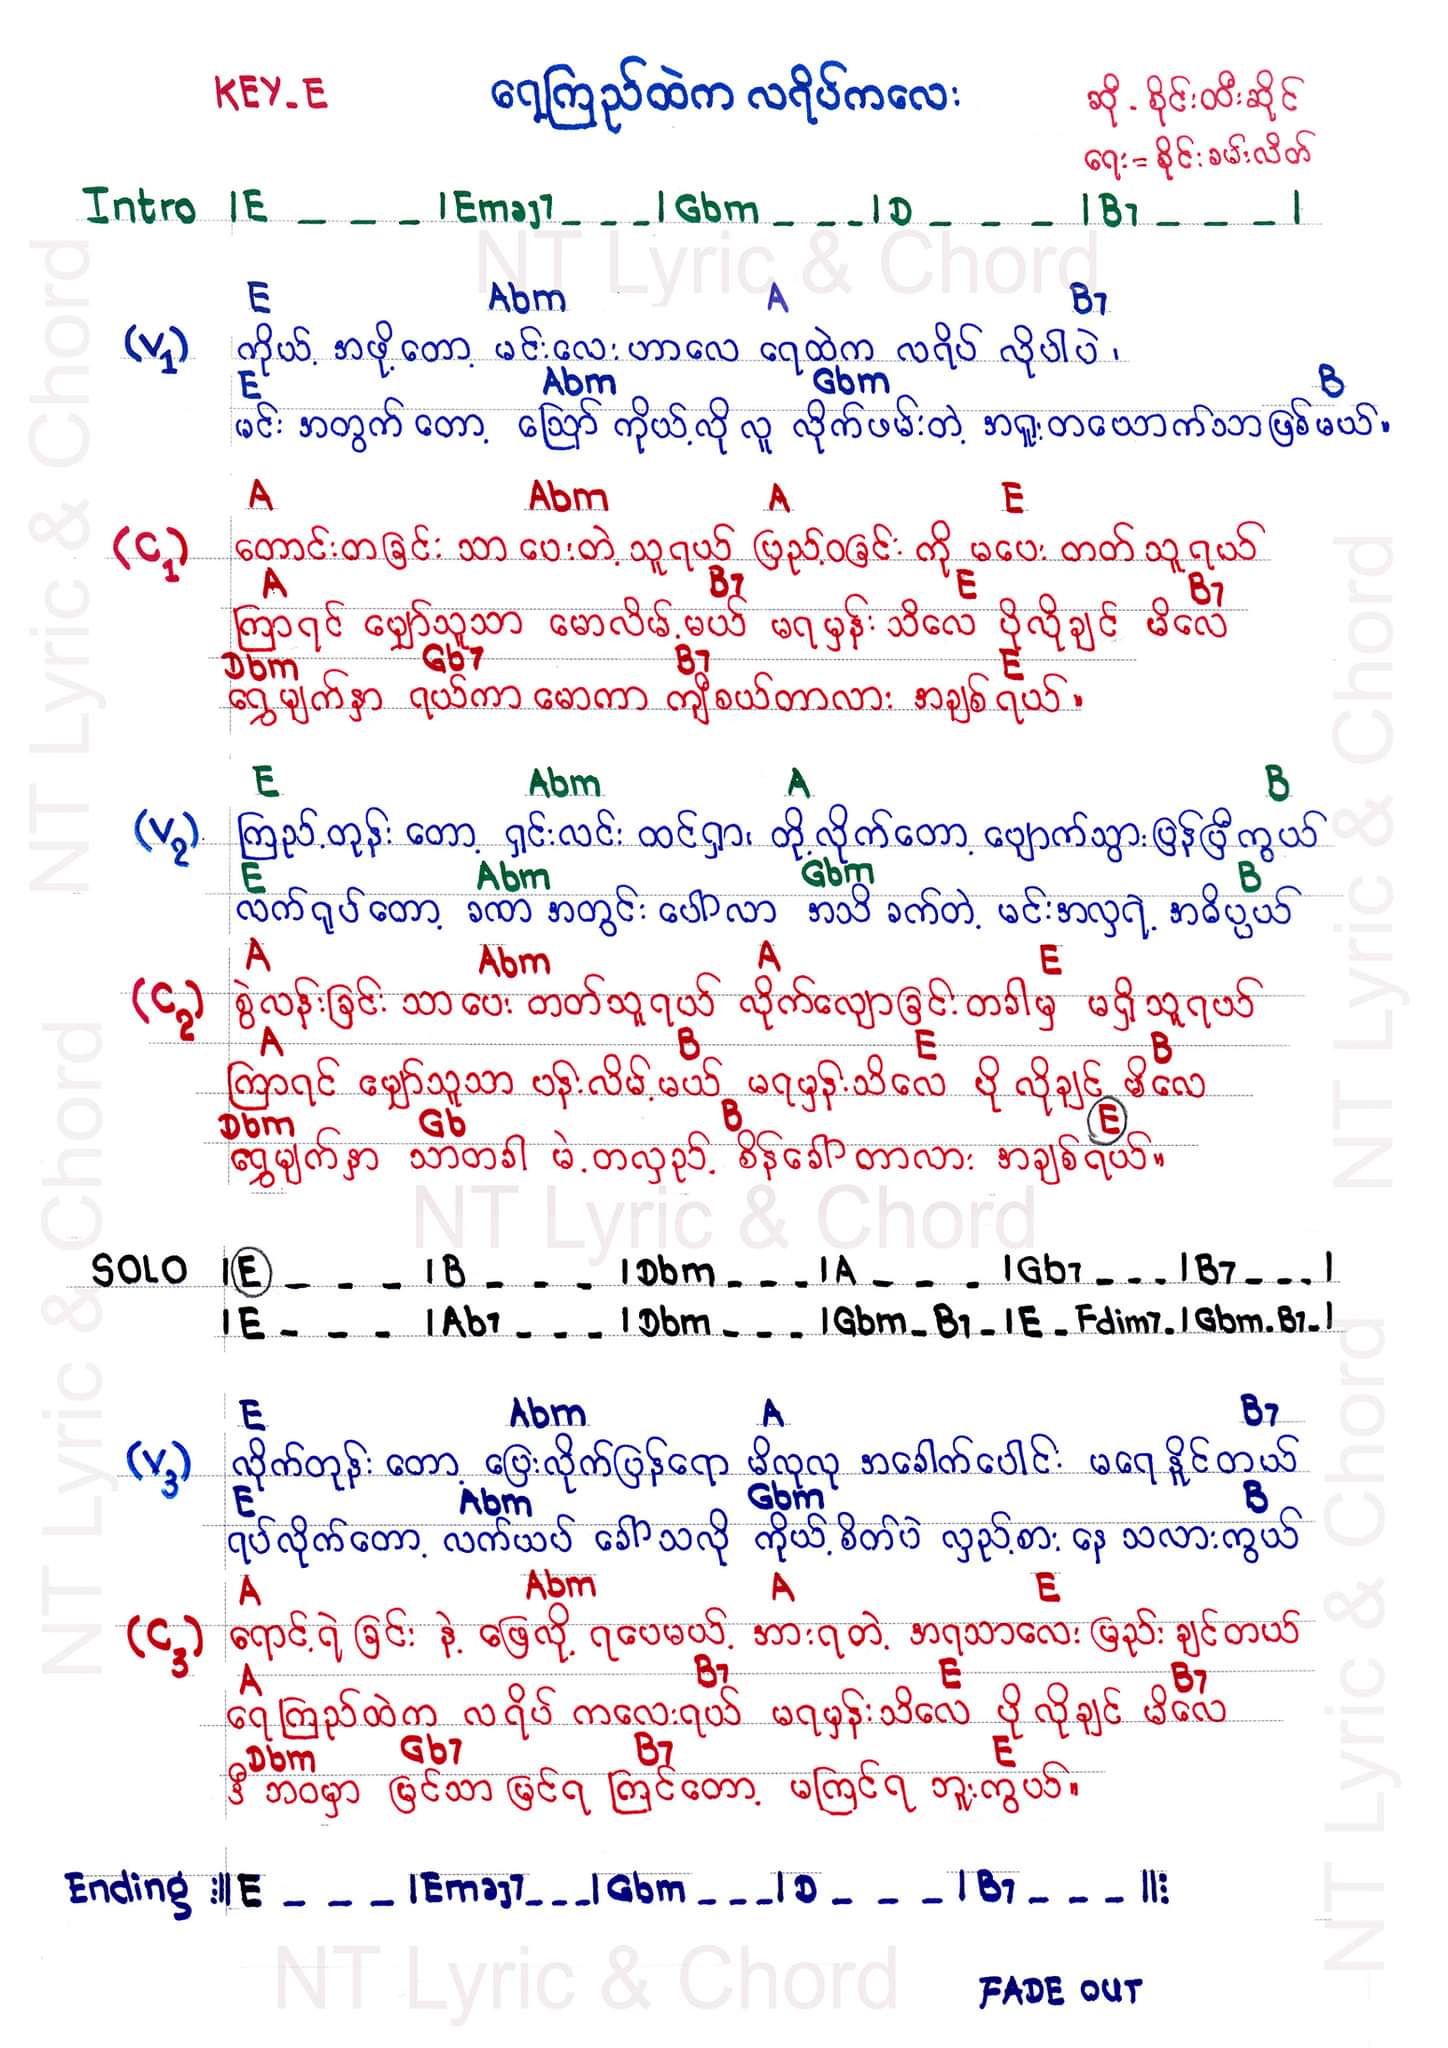 KEY_E
ရေကြည်ထဲက လရိပ်ကလေး
ဆို - စိုင်းထီးဆိုင်
ရေး = စိုင်းခမ်းလိတ်
Intro |E _ _ _ |Emaj7 _ _ _ |Gbm _ _ _ |D _ _ _ |B7 _ _ _ |
NT Lyric & Chord
E Abm A B7
(V1) ကိုယ့် အဖို့တော့ မင်းလေးဟာလေ ရေထဲက လရိပ် လိုပါပဲ ၊
E Abm Gbm B
မင်း အတွက် တော့ ဪ ကိုယ့်လို လူ လိုက်ဖမ်းတဲ့ အရူးတယောက်သာ ဖြစ်မယ်။
A Abm A E
(C1) တောင်းတခြင်း သာ ပေးတဲ့ သူရယ် ပြည့်ဝခြင်း ကို မပေး တတ် သူရယ်
A B7 E B7
ကြာရင် မျှော်သူသာ မောလိမ့်မယ် မရမှန်း သိလေ ပိုလိုချင် မိလေ
Dbm Gb7 B7 E
ရွှေမျက်နှာ ရယ်ကာ မောကာ ကျီစယ်တာလား အချစ်ရယ်။
E Abm A B
(V2) ကြည့်တုန်း တော့ ရှင်းလင်း ထင်ရှား၊ တို့လိုက်တော့ ပျောက်သွားပြန်ပြီကွယ်
E Abm Gbm B
လက်ရုပ်တော့ ခဏ အတွင်း ပေါ်လာ အသိ ခက်တဲ့ မင်းအလှရဲ့ အဓိပ္ပယ်
A Abm A E
(C2) စွဲလန်းခြင်း သာပေး တတ်သူရယ် လိုက်လျောခြင်း တခါမှ မရှိသူရယ်
A B E B
ကြာရင် မျှော်သူသာ ပန်းလိမ့်မယ် မရမှန်းသိလေ ပို လိုချင် မိလေ
Dbm Gb B E
ရွှေမျက်နှာ သာတခါ မဲ့တလှည့် စိန်ခေါ်တာလား အချစ်ရယ်။
NT Lyric & Chord
SOLO |E _ _ _ |B _ _ _ |Dbm _ _ _ |A _ _ _ |Gb7 _ _ _ |B7 _ _ _ |
|E _ _ _ |Ab7 _ _ _ |Dbm _ _ _ |Gbm _ B7 _ |E _ Fdim7 . |Gbm . B7 _ |
E Abm A B7
(V3) လိုက်တုန်း တော့ ပြေးလိုက်ပြန်ရော မိလုလု အခေါက်ပေါင်း မရေ နိူင်တယ်
E Abm Gbm B
ရပ်လိုက်တော့ လက်ယပ် ခေါ်သလို ကိုယ့်စိတ်ပဲ လှည့်စား နေ သလားကွယ်
A Abm A E
(C3) ရောင့်ရဲ ခြင်း နဲ့ ဖြေလို့ ရပေမယ့် အားရတဲ့ အရသာလေး မြည်း ချင်တယ်
A B7 E B7
ရေကြည်ထဲက လရိပ် ကလေးရယ် မရမှန်းသိလေ ပို လိုချင် မိလေ
Dbm Gb7 B7 E
ဒီ ဘဝမှာ မြင်သာ မြင်ရ ကြင်တော့ မကြင်ရ ဘူးကွယ်။
Ending :||E _ _ _ |Emaj7 _ _ _ |Gbm _ _ _ |D _ _ _ |B7 _ _ _ ||:
NT Lyric & Chord
FADE OUT
NT Lyric & Chord
NT Lyric & Chord
NT Lyric & Chord
NT Lyric & Chord